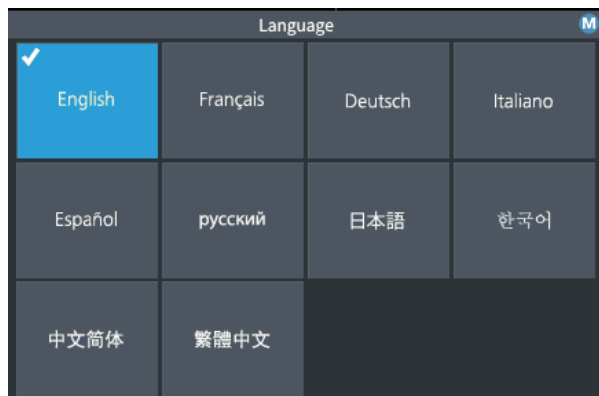 Language
M
English
Français
Deutsch
Italiano
Español
русский
日本語
한국어
中文简体
繁體中文